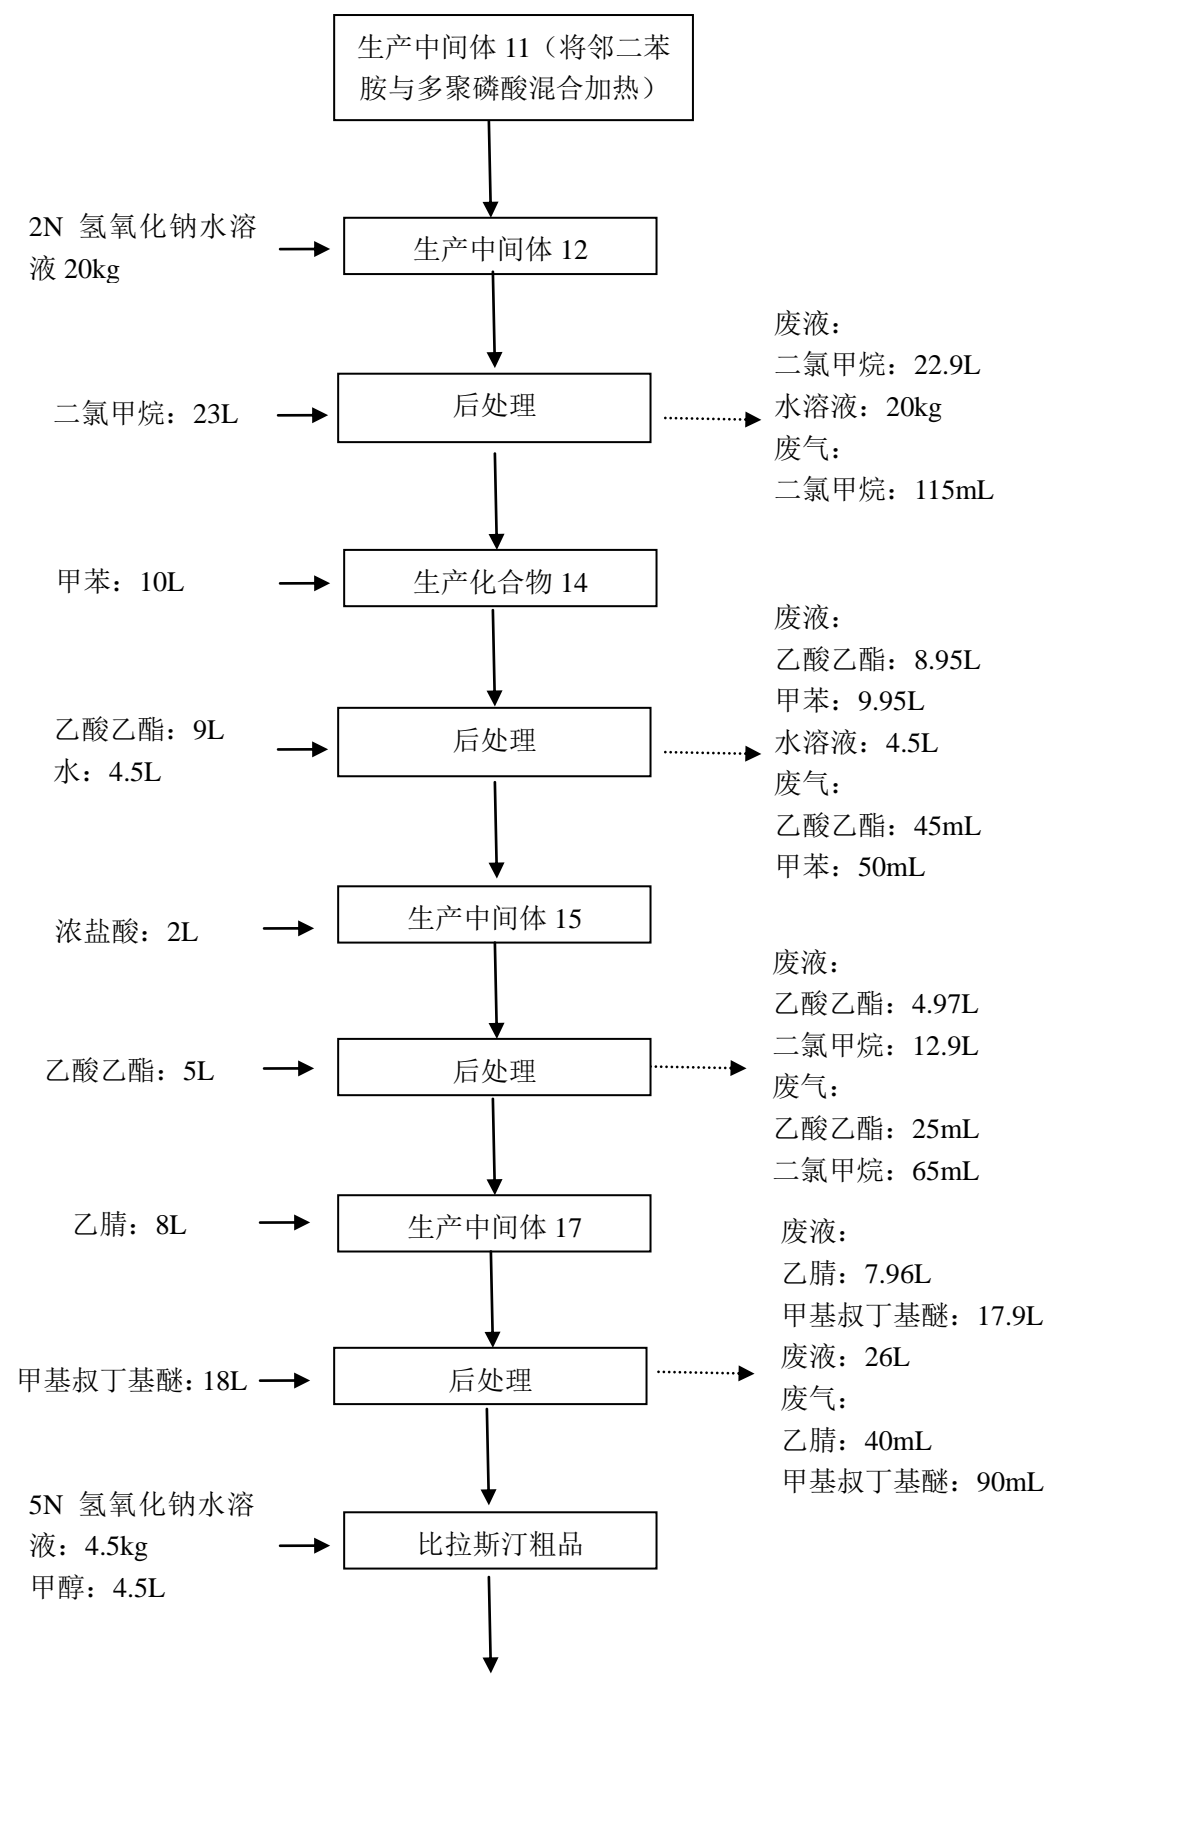 生产中间体 11（将邻二苯
胺与多聚磷酸混合加热）
2N 氢氧化钠水溶
液 20kg
生产中间体 12
废液：
二氯甲烷：22.9L
水溶液：20kg
废气：
二氯甲烷：115mL
二氯甲烷：23L
后处理
甲苯：10L
生产化合物 14
废液：
乙酸乙酯：8.95L
甲苯：9.95L
水溶液：4.5L
废气：
乙酸乙酯：45mL
甲苯：50mL
乙酸乙酯：9L
水：4.5L
后处理
浓盐酸：2L
生产中间体 15
废液：
乙酸乙酯：4.97L
二氯甲烷：12.9L
废气：
乙酸乙酯：25mL
二氯甲烷：65mL
乙酸乙酯：5L
后处理
乙腈：8L
生产中间体 17
废液：
乙腈：7.96L
甲基叔丁基醚：17.9L
废液：26L
废气：
乙腈：40mL
甲基叔丁基醚：90mL
甲基叔丁基醚：18L
后处理
5N 氢氧化钠水溶
液：4.5kg
甲醇：4.5L
比拉斯汀粗品